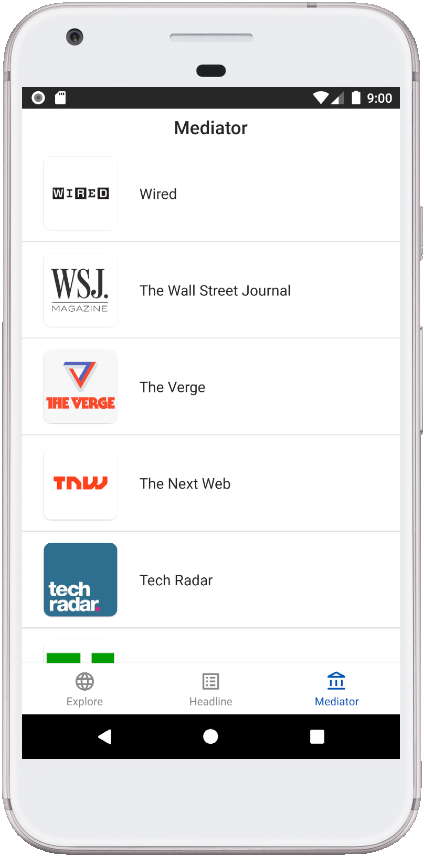 9:00
Mediator
WIRED
Wired
WSJ.
MAGAZINE
The Wall Street Journal
THE VERGE
The Verge
TNW
The Next Web
tech
radar.
Tech Radar
Explore
Headline
Mediator